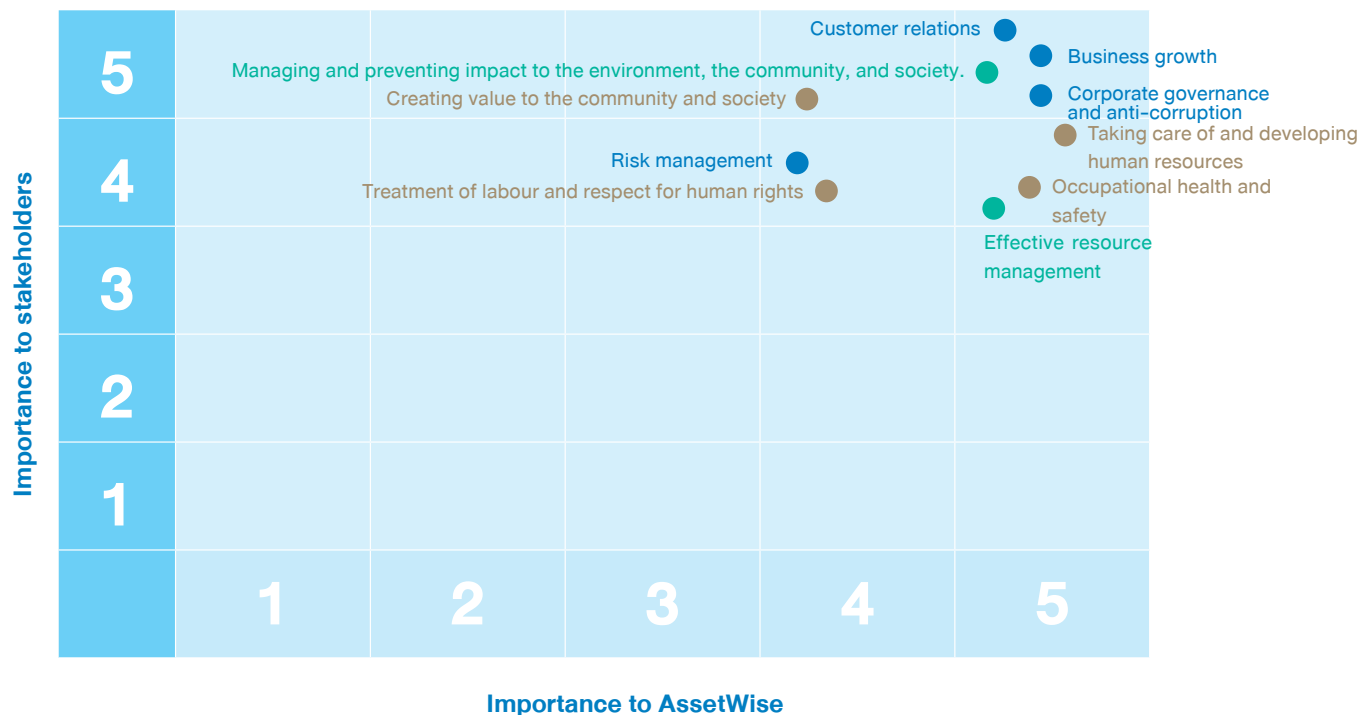 Customer relations
5
Business growth
Managing and preventing impact to the environment, the community, and society.
Creating value to the community and society
Corporate governance
and anti-corruption
Taking care of and developing
human resources
4
Risk management
Treatment of labour and respect for human rights
Occupational health and
safety
Effective resource
management
3
2
1
Importance to stakeholders
1 2 3 4 5
Importance to AssetWise